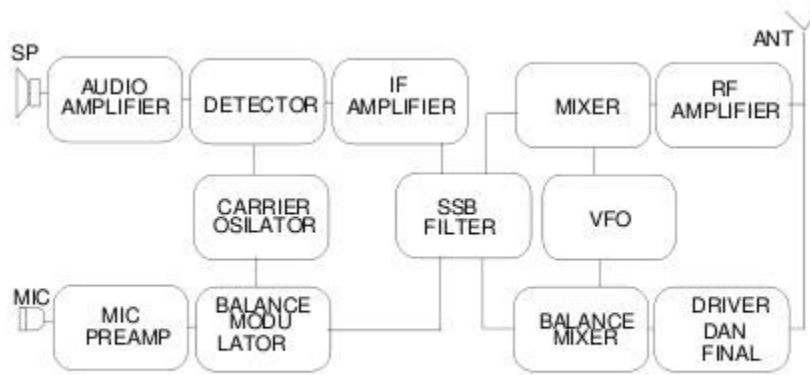 ANT
SP
AUDIO
AMPLIFIER
DETECTOR
IF
AMPLIFIER
MIXER
RF
AMPLIFIER
CARRIER
OSILATOR
SSB
FILTER
VFO
MIC
MIC
PREAMP
BALANCE
MODU
LATOR
BALANCE
MIXER
DRIVER
DAN
FINAL